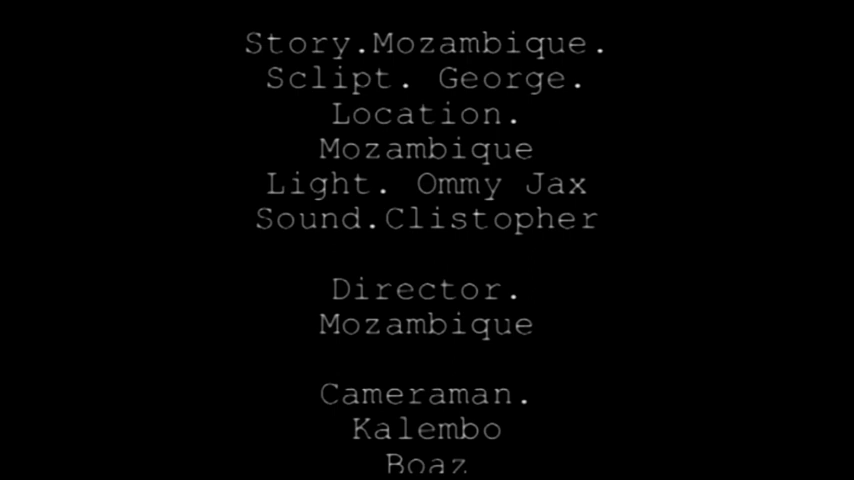 Story.Mozambique.
Sclipt. George.
Location.
Mozambique
Light. Ommy Jax
Sound.Clistopher
Director.
Mozambique
Cameraman.
Kalembo
Boaz